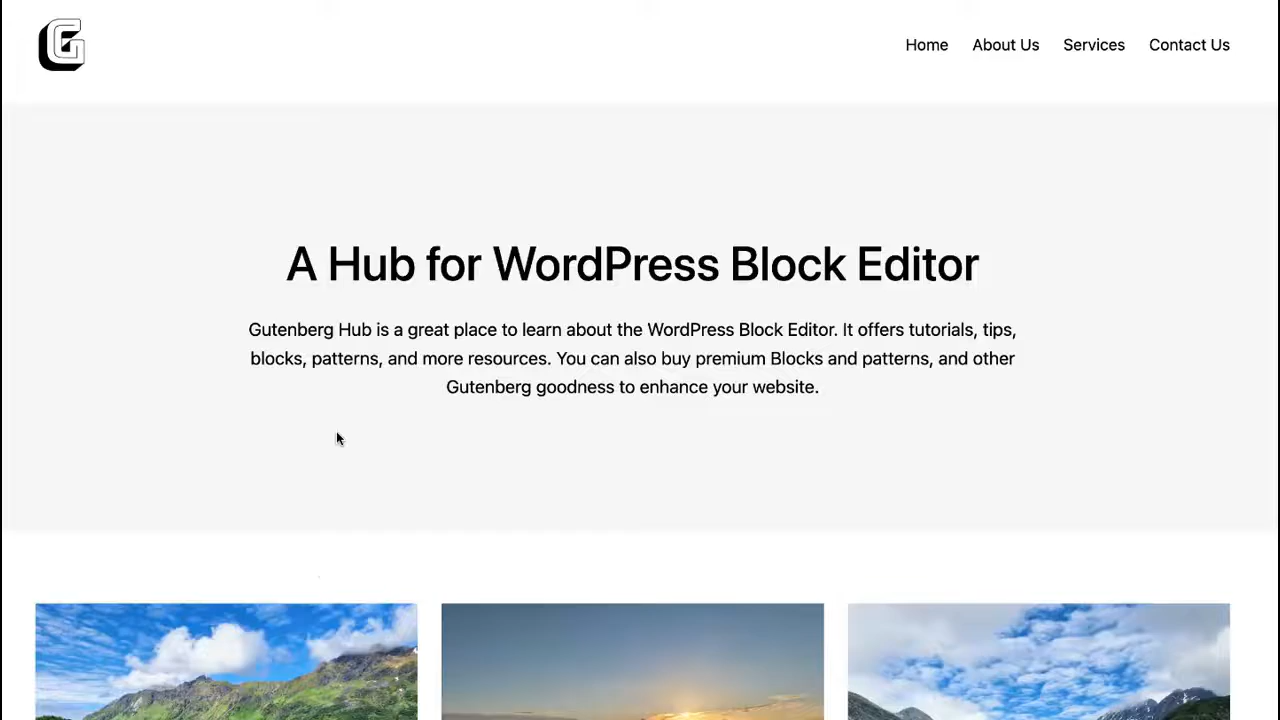 G
Home About Us Services Contact Us
A Hub for WordPress Block Editor
Gutenberg Hub is a great place to learn about the WordPress Block Editor. It offers tutorials, tips,
blocks, patterns, and more resources. You can also buy premium Blocks and patterns, and other
Gutenberg goodness to enhance your website.